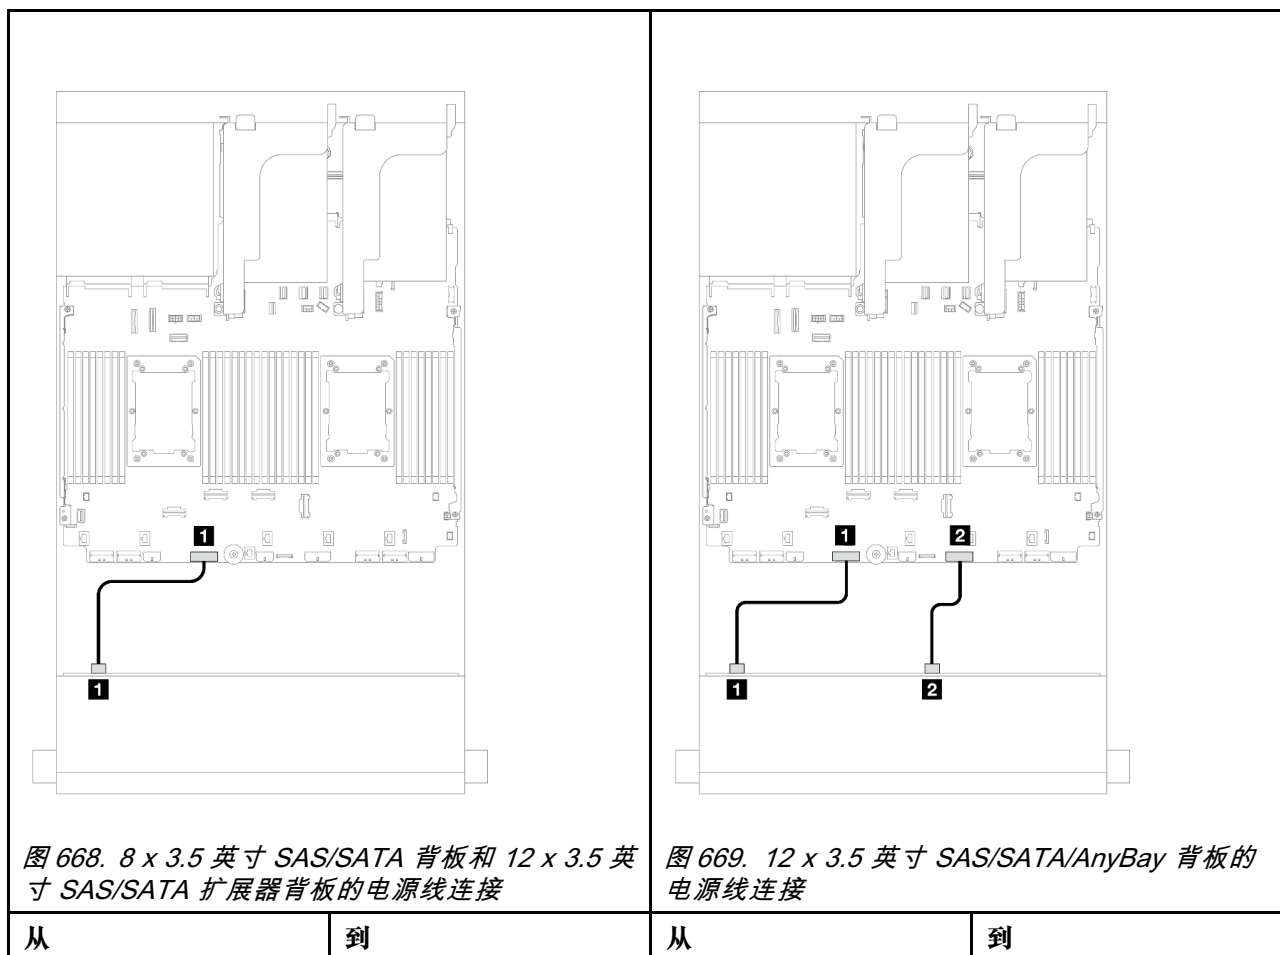 1
1
图 668. 8 x 3.5 英寸 SAS/SATA 背板和 12 x 3.5 英
寸 SAS/SATA 扩展器背板的电源线连接
1
2
1
2
图 669. 12 x 3.5 英寸 SAS/SATA/AnyBay 背板的
电源线连接
从
到
从
到